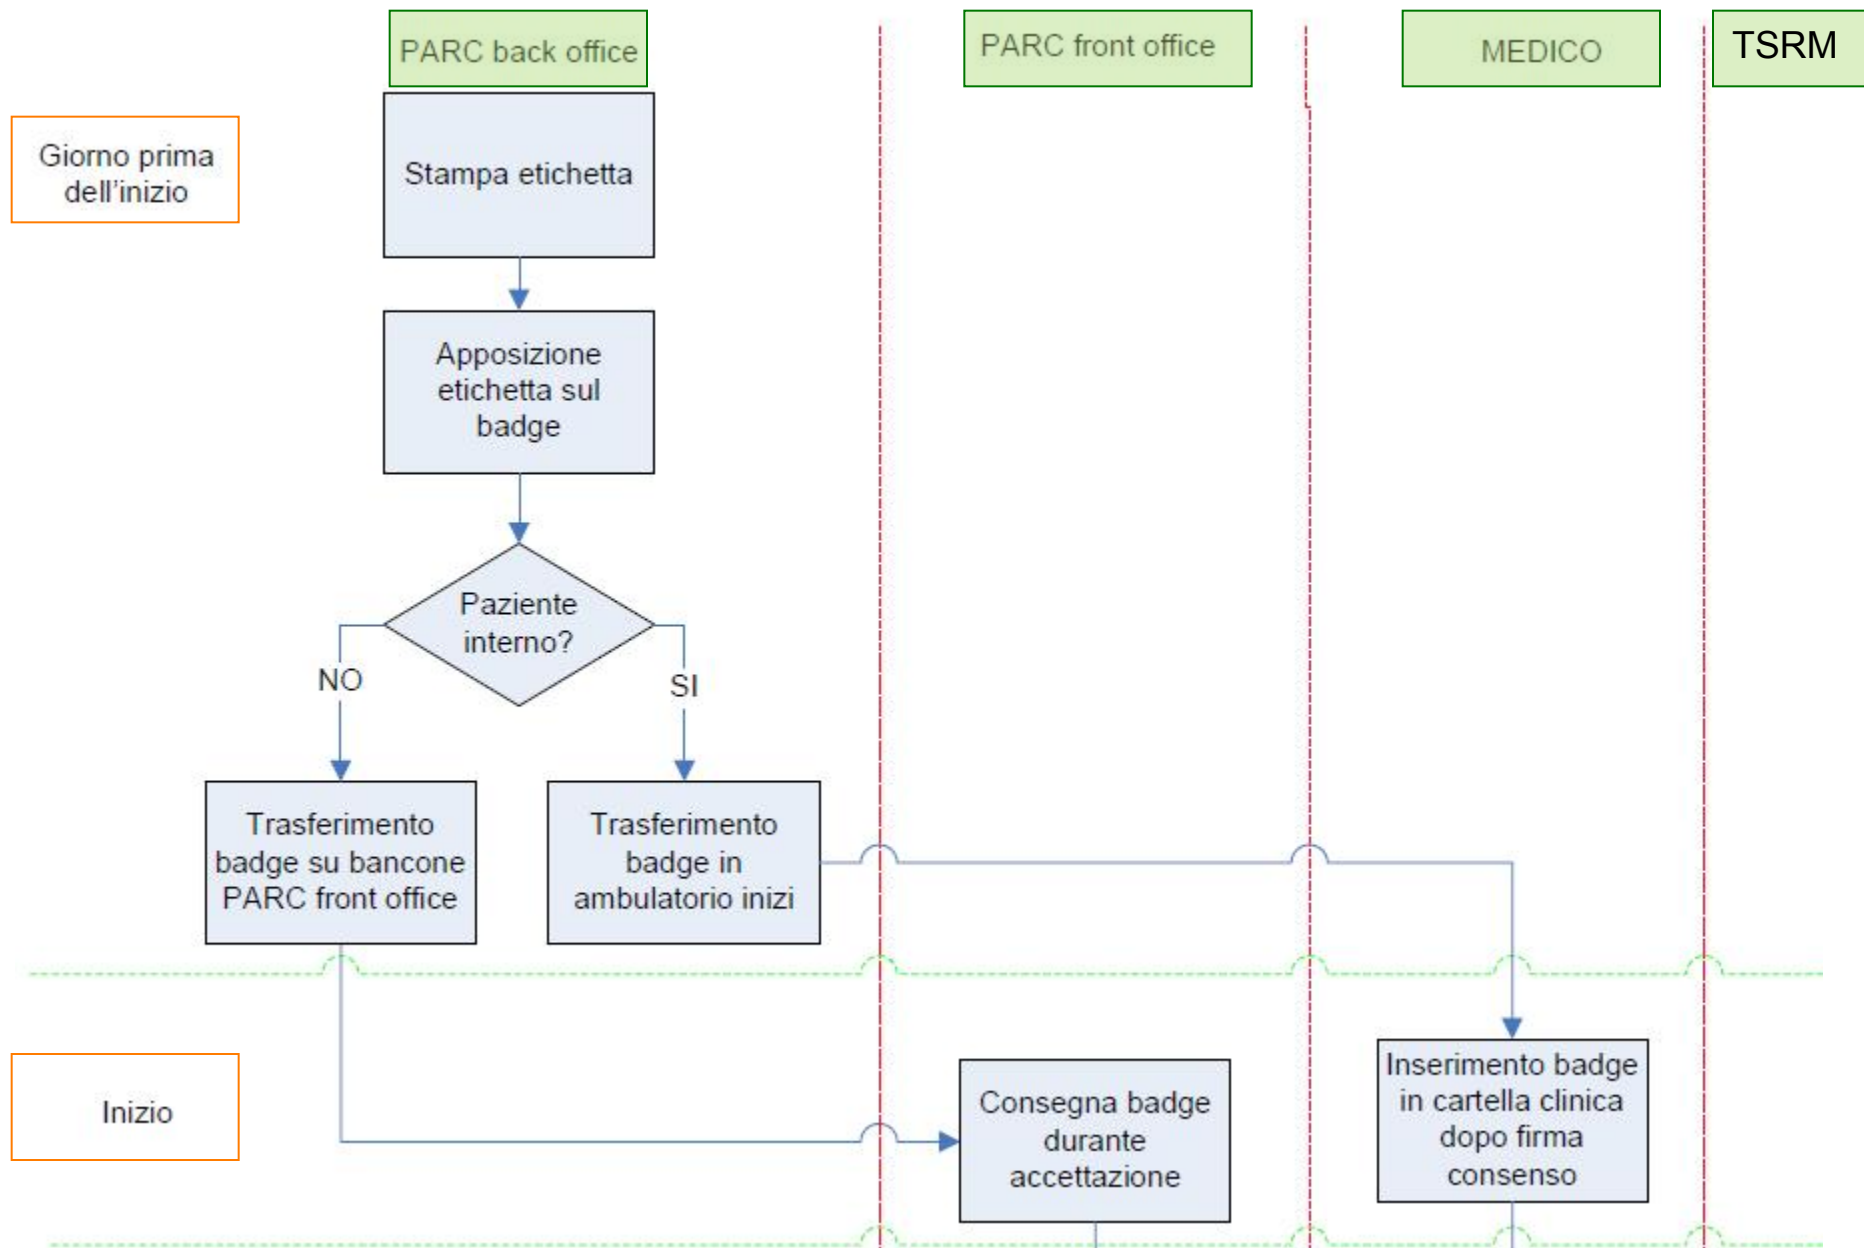 PARC back office
PARC front office
MEDICO
TSRM
Giorno prima
dell'inizio
Stampa etichetta
Apposizione
etichetta sul
badge
Paziente
interno?
NO
SI
Trasferimento
badge su bancone
PARC front office
Trasferimento
badge in
ambulatorio inizi
Inizio
Consegna badge
durante
accettazione
Inserimento badge
in cartella clinica
dopo firma
consenso